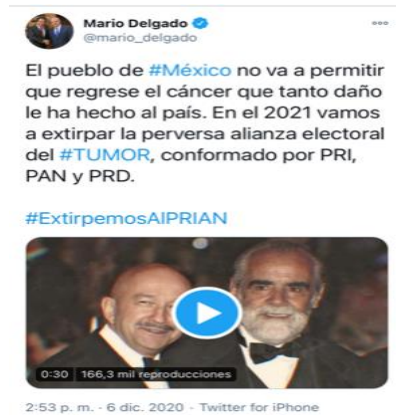 Mario Delgado
@mario_delgado
El pueblo de #México no va a permitir
que regrese el cáncer que tanto daño
le ha hecho al país. En el 2021 vamos
a extirpar la perversa alianza electoral
del #TUMOR, conformado por PRI,
PAN y PRD.
#ExtirpemosAlPRIAN
0:30 166,3 mil reproducciones
2:53 p. m. · 6 dic. 2020 · Twitter for iPhone